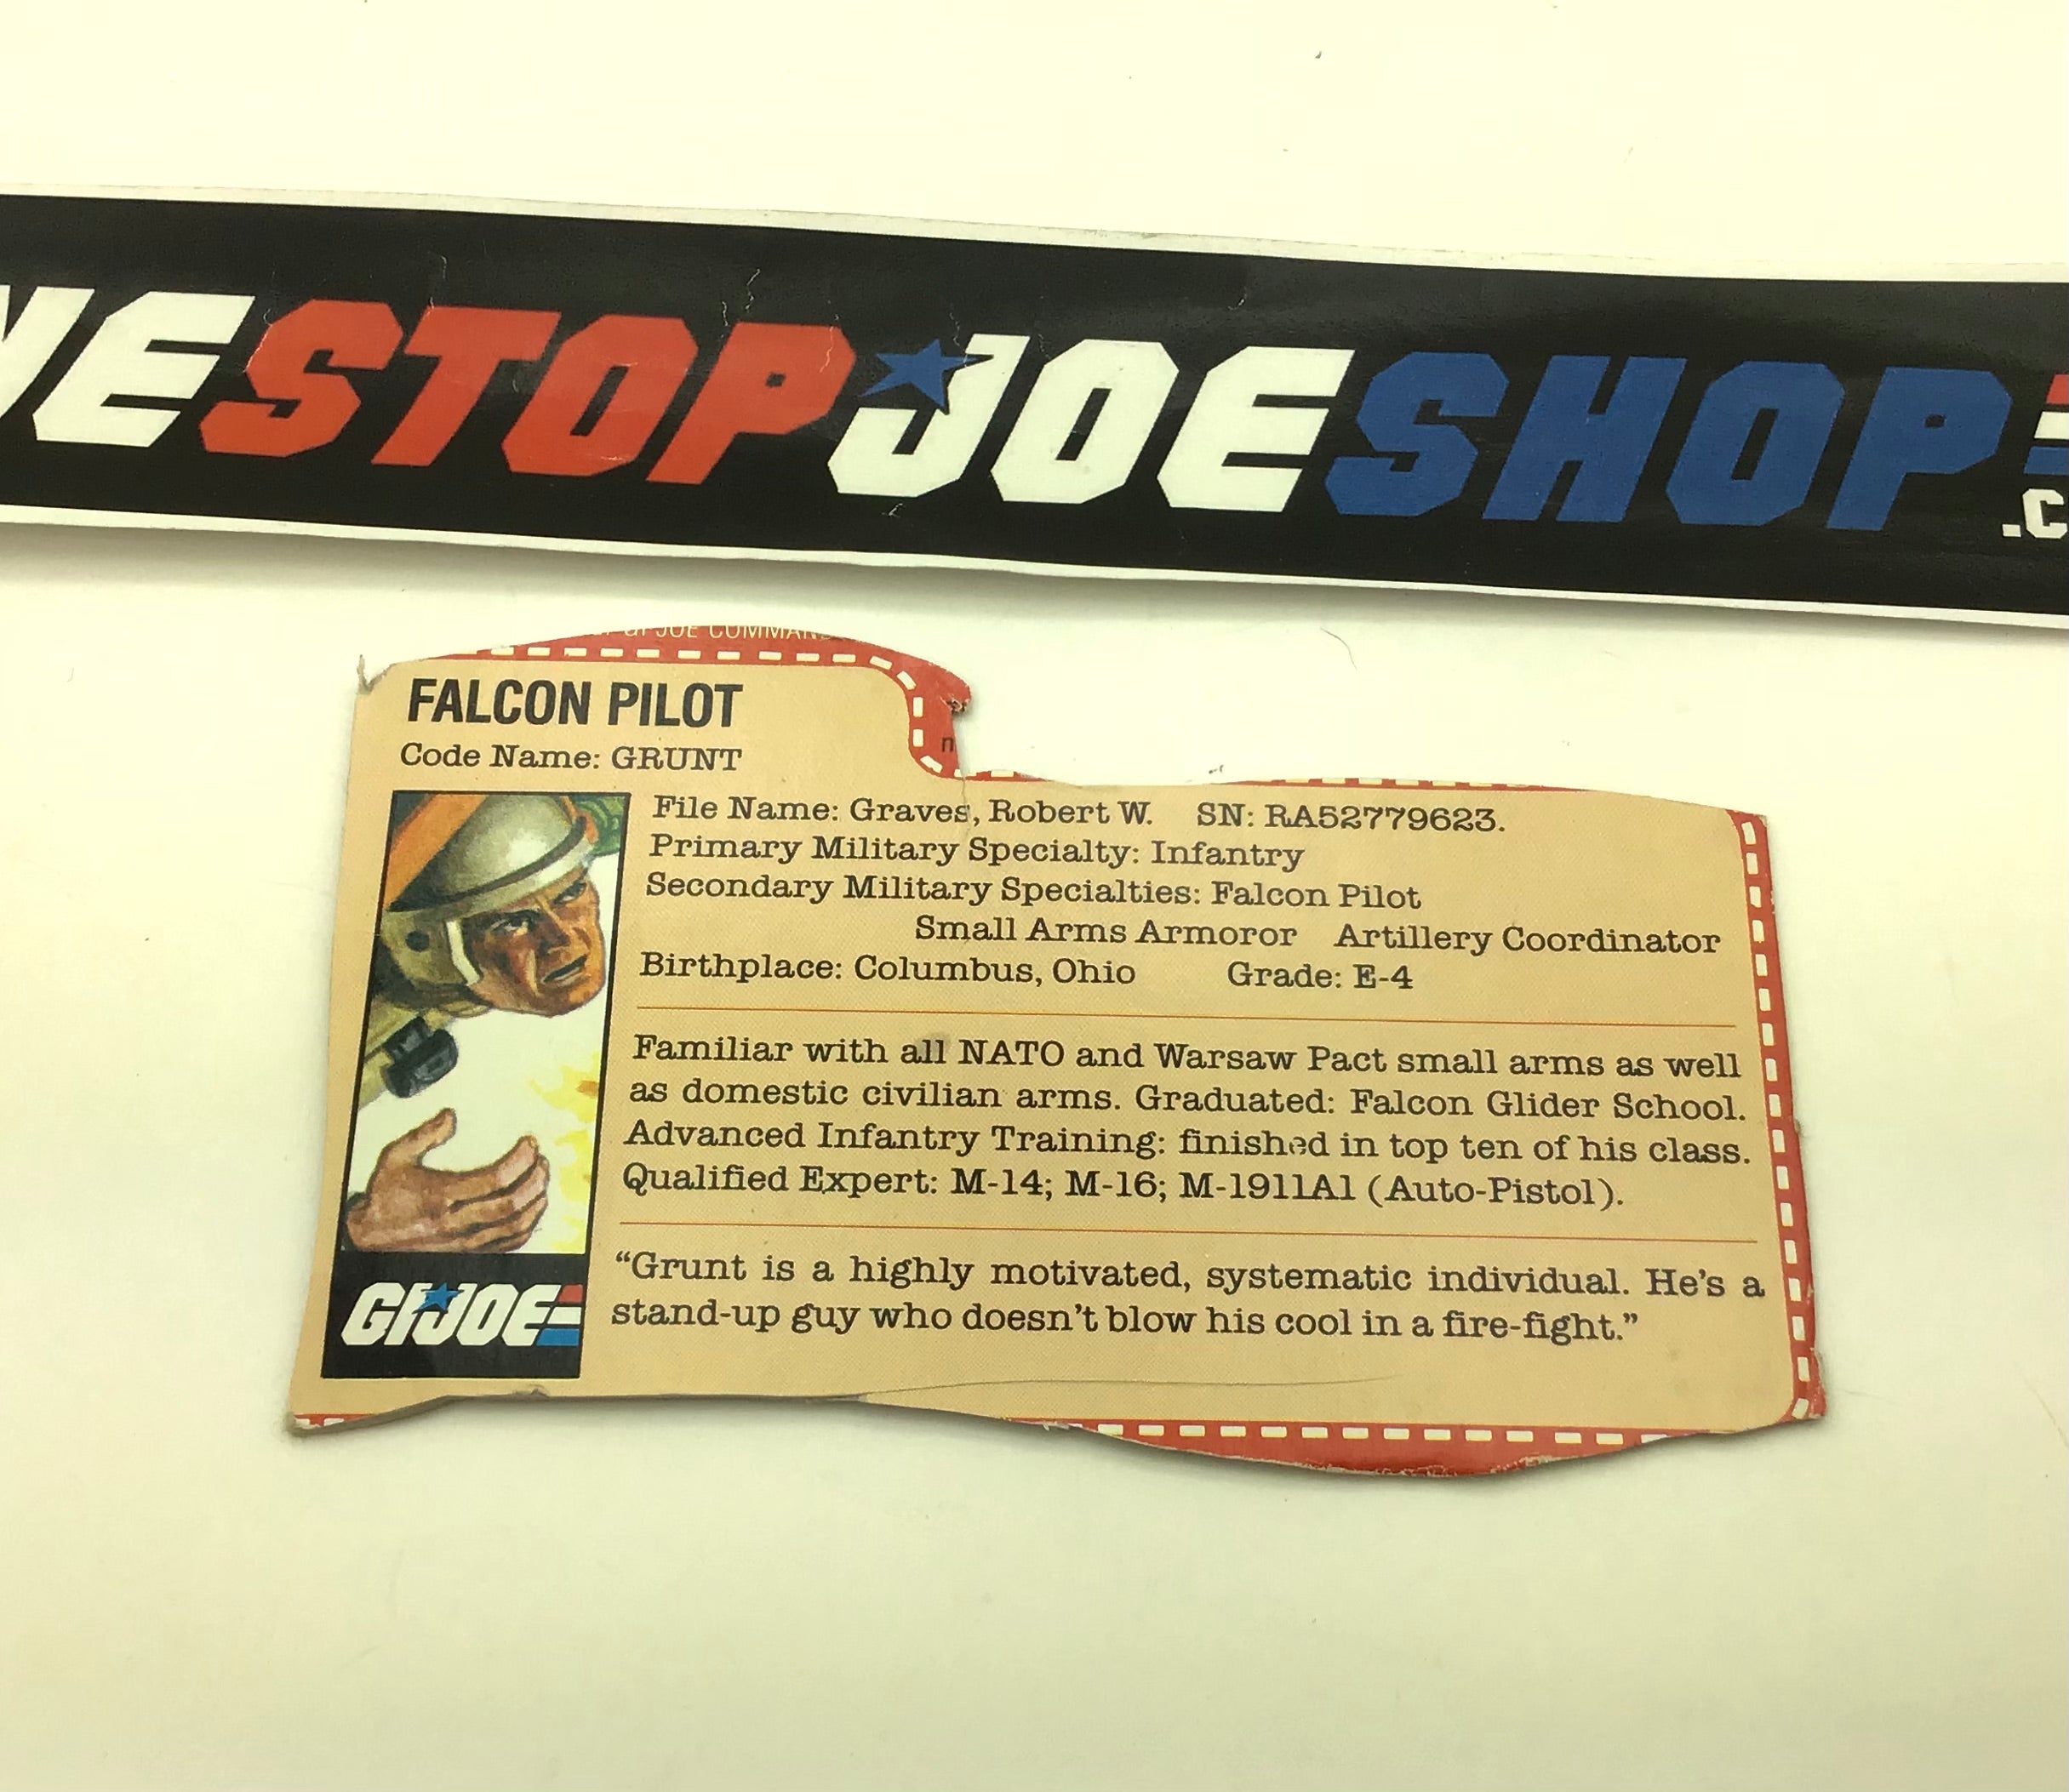 NESTOPJOESHOP
.C
GI JOE COMMAN
FALCON PILOT
Code Name: GRUNT
n
File Name: Graves, Robert W. SN: RA52779623.
Primary Military Specialty: Infantry
Secondary Military Specialties: Falcon Pilot
Small Arms Armoror Artillery Coordinator
Birthplace: Columbus, Ohio Grade: E-4
Familiar with all NATO and Warsaw Pact small arms as well
as domestic civilian arms. Graduated: Falcon Glider School.
Advanced Infantry Training: finished in top ten of his class.
Qualified Expert: M-14; M-16; M-1911A1 (Auto-Pistol).
“Grunt is a highly motivated, systematic individual. He’s a
stand-up guy who doesn’t blow his cool in a fire-fight.”
GIJOE